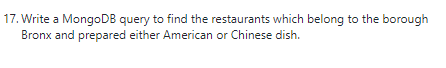 17. Write a MongoDB query to find the restaurants which belong to the borough
Bronx and prepared either American or Chinese dish.